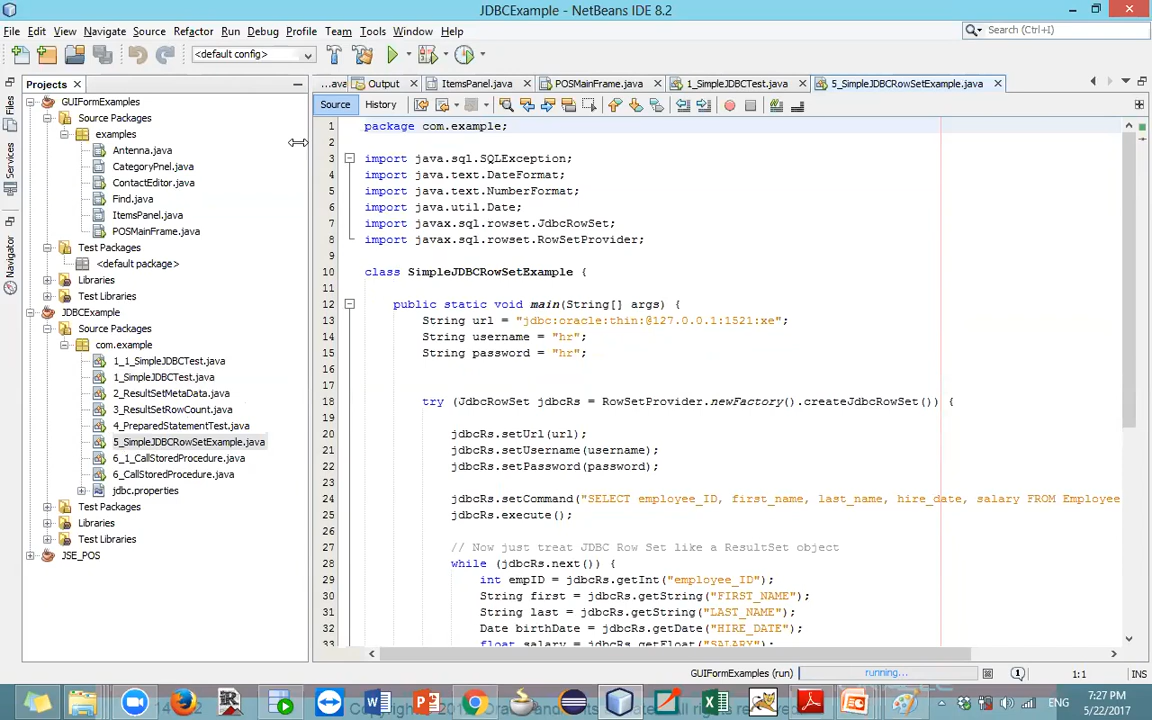 JDBCExample - NetBeans IDE 8.2
File Edit View Navigate Source Refactor Run Debug Profile Team Tools Window Help
Search (Ctrl+I)
<default config>
Projects
...ava Output ItemsPanel.java POSMainFrame.java 1_SimpleJDBCTest.java 5_SimpleJDBCRowSetExample.java
Source History
Files
Services
Navigator
GUIFormExamples
Source Packages
examples
Antenna.java
CategoryPnel.java
ContactEditor.java
Find.java
ItemsPanel.java
POSMainFrame.java
Test Packages
<default package>
Libraries
Test Libraries
JDBCExample
Source Packages
com.example
1_1_SimpleJDBCTest.java
1_SimpleJDBCTest.java
2_ResultSetMetaData.java
3_ResultSetRowCount.java
4_PreparedStatementTest.java
5_SimpleJDBCRowSetExample.java
6_1_CallStoredProcedure.java
6_CallStoredProcedure.java
jdbc.properties
Test Packages
Libraries
Test Libraries
JSE_POS
1 package com.example;
2
3 import java.sql.SQLException;
4 import java.text.DateFormat;
5 import java.text.NumberFormat;
6 import java.util.Date;
7 import javax.sql.rowset.JdbcRowSet;
8 import javax.sql.rowset.RowSetProvider;
9
10 class SimpleJDBCRowSetExample {
11
12 public static void main(String[] args) {
13 String url = "jdbc:oracle:thin:@127.0.0.1:1521:xe";
14 String username = "hr";
15 String password = "hr";
16
17
18 try (JdbcRowSet jdbcRs = RowSetProvider.newFactory().createJdbcRowSet()) {
19
20 jdbcRs.setUrl(url);
21 jdbcRs.setUsername(username);
22 jdbcRs.setPassword(password);
23
24 jdbcRs.setCommand("SELECT employee_ID, first_name, last_name, hire_date, salary FROM Employee
25 jdbcRs.execute();
26
27 // Now just treat JDBC Row Set like a ResultSet object
28 while (jdbcRs.next()) {
29 int empID = jdbcRs.getInt("employee_ID");
30 String first = jdbcRs.getString("FIRST_NAME");
31 String last = jdbcRs.getString("LAST_NAME");
32 Date birthDate = jdbcRs.getDate("HIRE_DATE");
33 float salary = jdbcRs.getFloat("SALARY");
GUIFormExamples (run) running... 1:1 INS
ENG
7:27 PM
5/22/2017